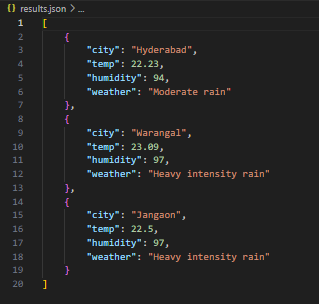 {} results.json > ...
1 [
2     {
3         "city": "Hyderabad",
4         "temp": 22.23,
5         "humidity": 94,
6         "weather": "Moderate rain"
7     },
8     {
9         "city": "Warangal",
10         "temp": 23.09,
11         "humidity": 97,
12         "weather": "Heavy intensity rain"
13     },
14     {
15         "city": "Jangaon",
16         "temp": 22.5,
17         "humidity": 97,
18         "weather": "Heavy intensity rain"
19     }
20 ]